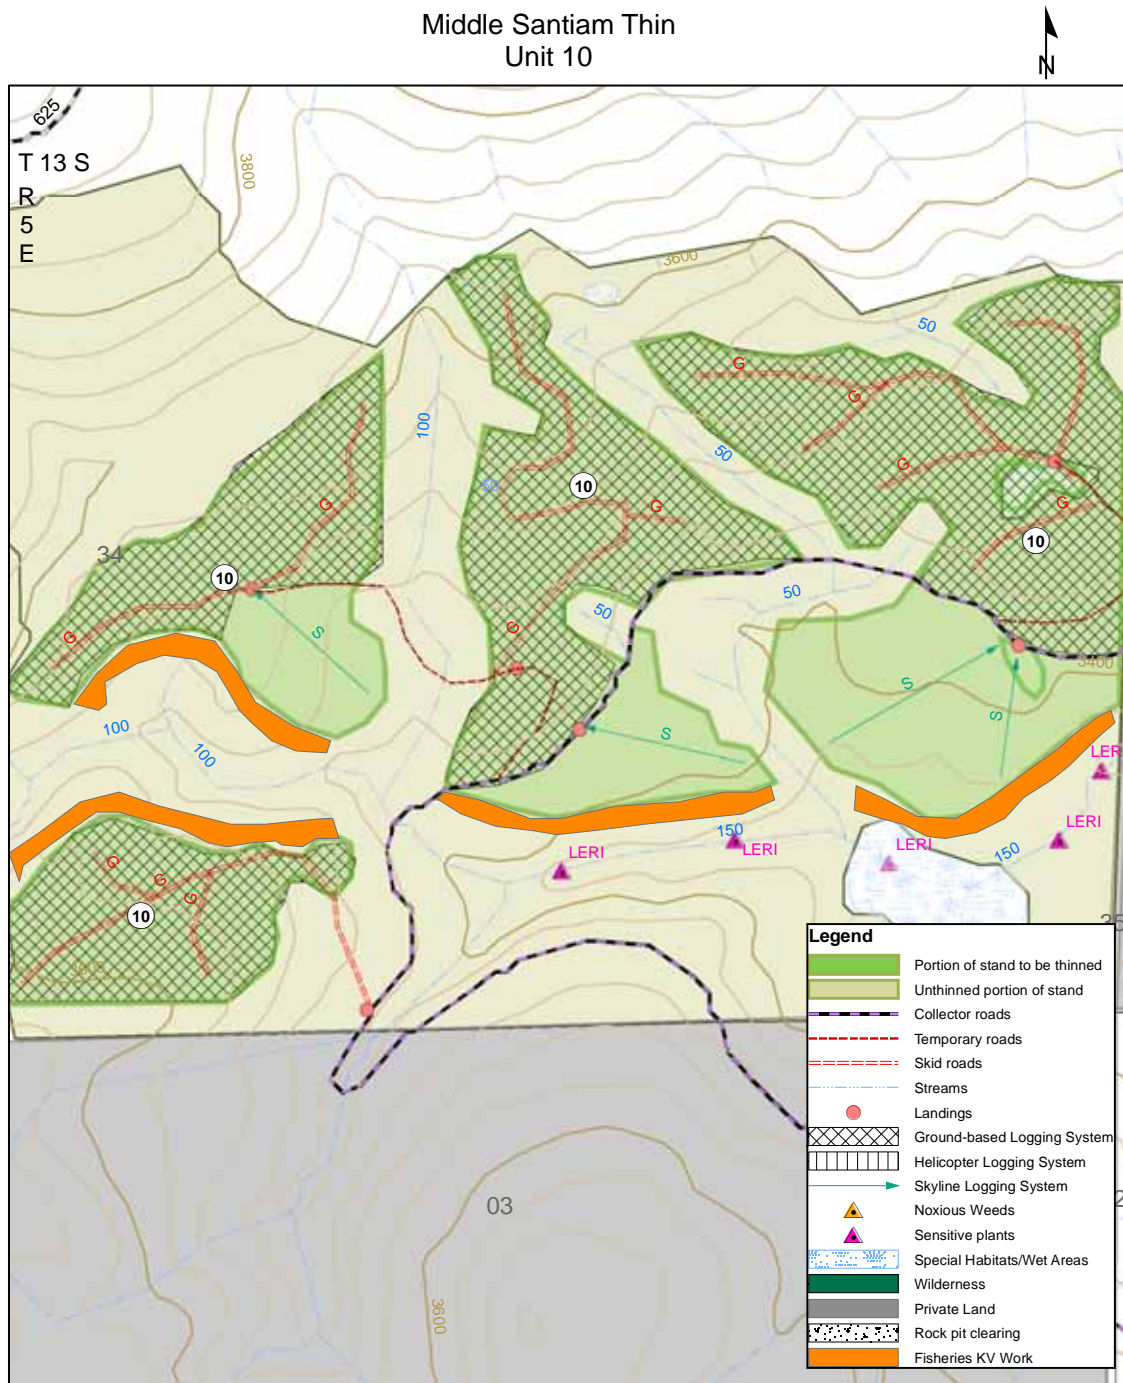 Middle Santiam Thin
Unit 10
N
625
T 13 S
R
5
E
3800
3600
50
G
100
G
50
G
G
50
10
G
G
G
34
10
10
50
50
G
S
G
3400
S
S
S
100
100
LERI
150
LERI
LERI
LERI
150
LER
G
G
G
10
3600
35
03
3600
2
Legend
Portion of stand to be thinned
Unthinned portion of stand
Collector roads
Temporary roads
Skid roads
Streams
Landings
Ground-based Logging System
Helicopter Logging System
Skyline Logging System
Noxious Weeds
Sensitive plants
Special Habitats/Wet Areas
Wilderness
Private Land
Rock pit clearing
Fisheries KV Work